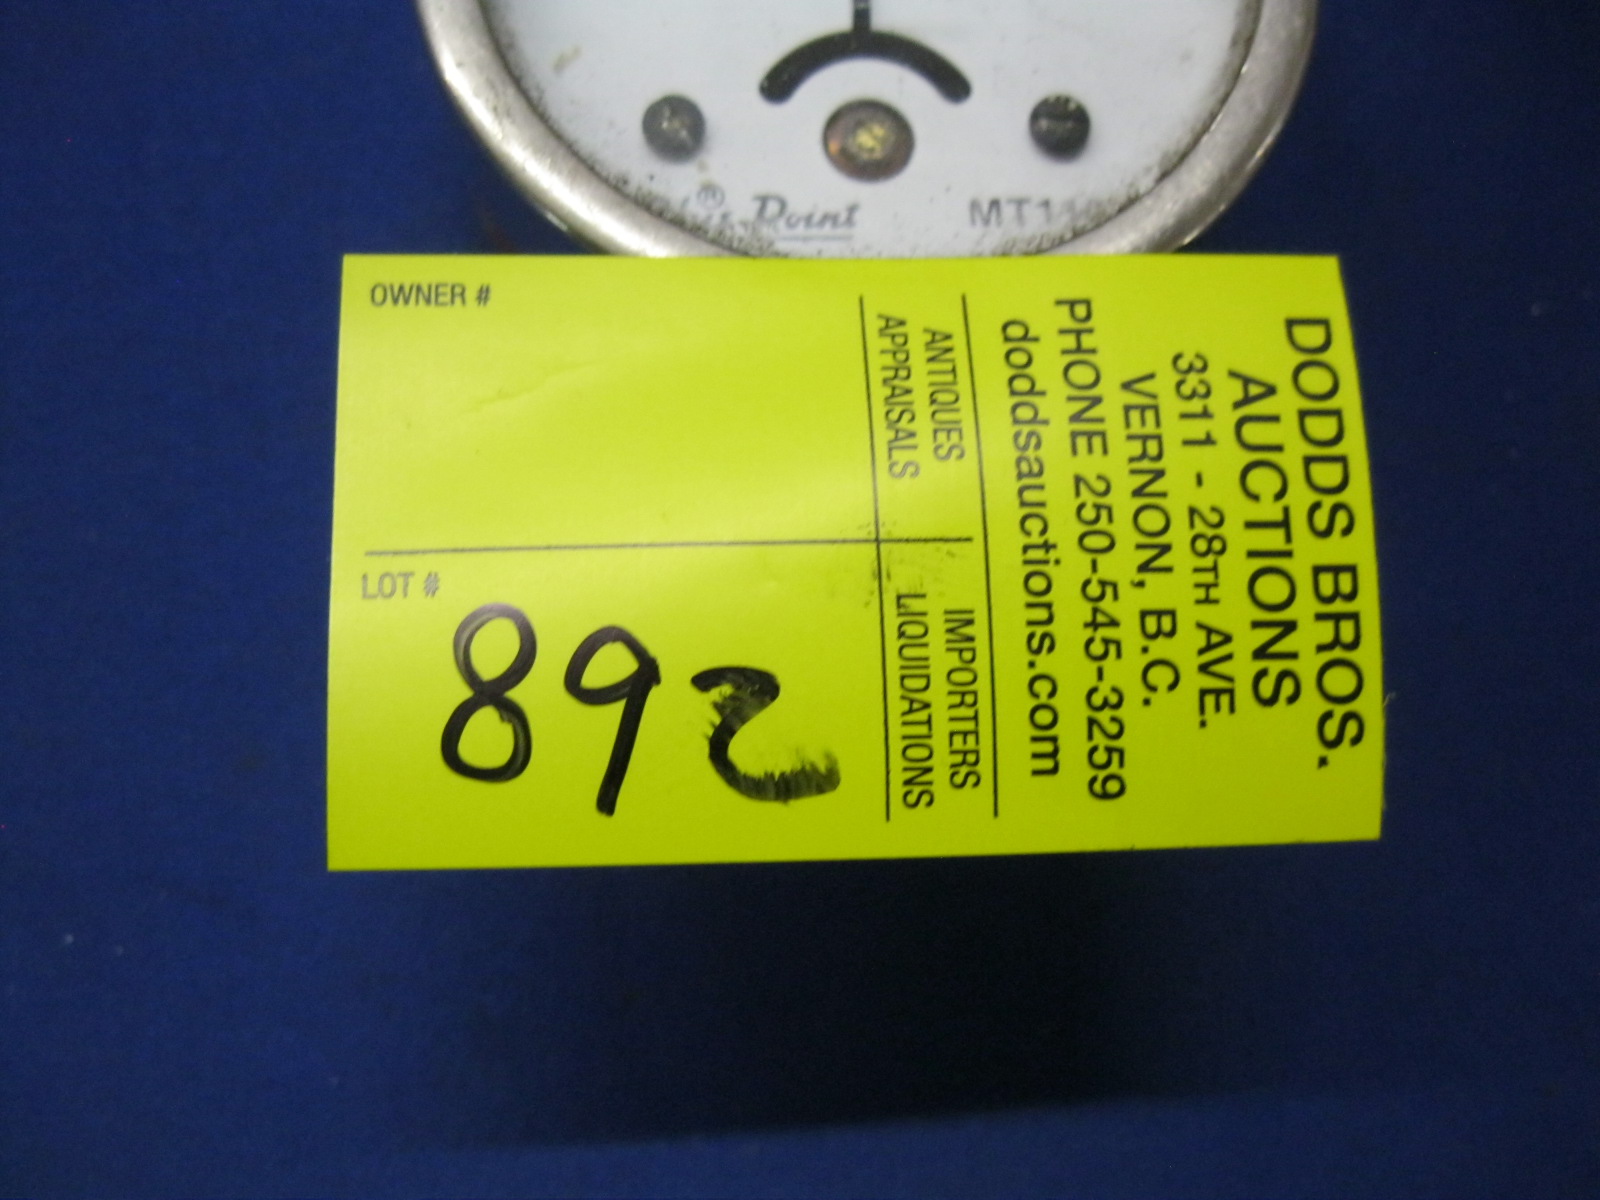 ® Point
OWNER #
LOT #
892
DODDS BROS.
AUCTIONS
3311 - 28TH AVE.
VERNON, B.C.
PHONE 250-545-3259
doddsauctions.com
ANTIQUES
APPRAISALS
IMPORTERS
LIQUIDATIONS